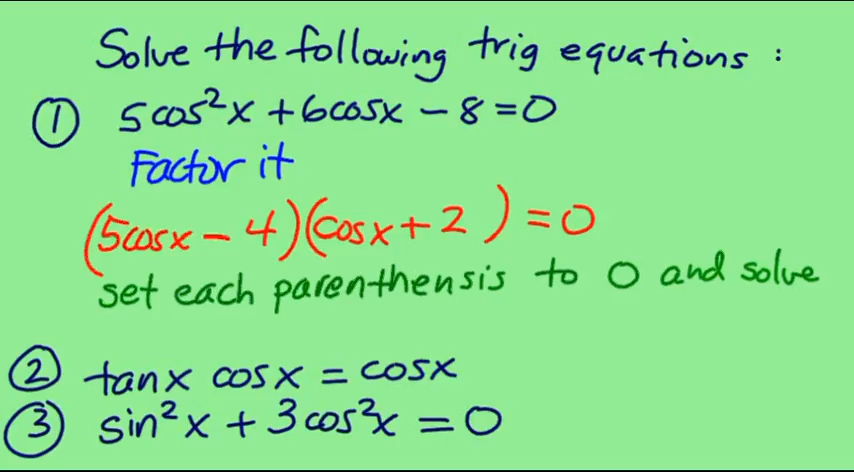 Solve the following trig equations :
① 5cos²x + 6cosx - 8 = 0
Factor it
(5cosx - 4)(cosx + 2) = 0
set each parenthensis to 0 and solve
② tanx cosx = cosx
③ sin²x + 3cos²x = 0